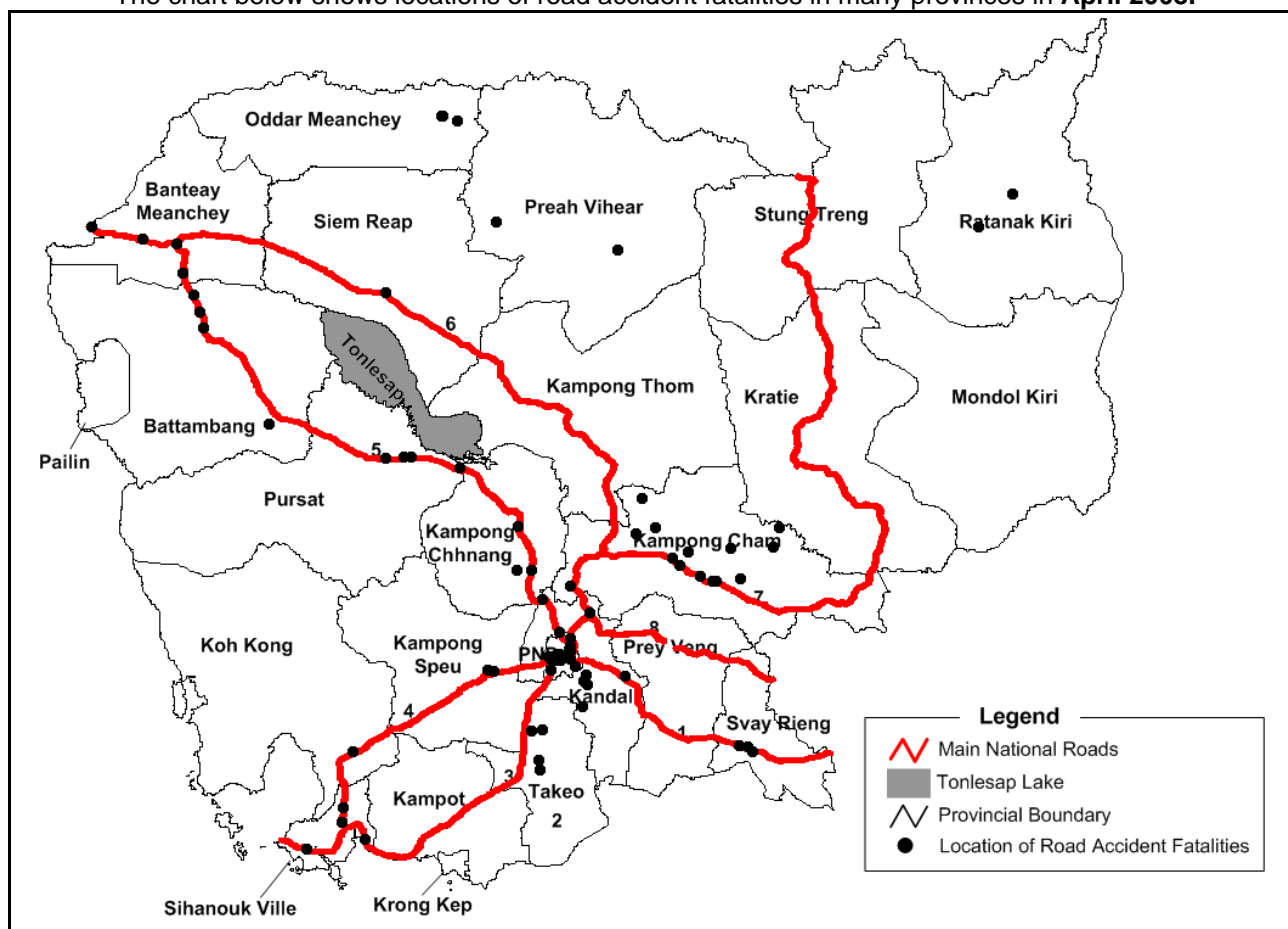 The chart below shows locations of road accident fatalities in many provinces in April 2008.
Oddar Meanchey
Banteay
Meanchey
Siem Reap
Preah Vihear
Stung Treng
Ratanak Kiri
6
Tonlesap
Kampong Thom
Kratie
Mondol Kiri
Battambang
Pailin
5
Pursat
Kampong
Chhnang
Kampong Cham
7
Koh Kong
Kampong
Speu
8
Prey Veng
Kandal
4
1
Svay Rieng
3
Kampot
Takeo
2
Sihanouk Ville
Krong Kep
Legend
Main National Roads
Tonlesap Lake
Provincial Boundary
Location of Road Accident Fatalities